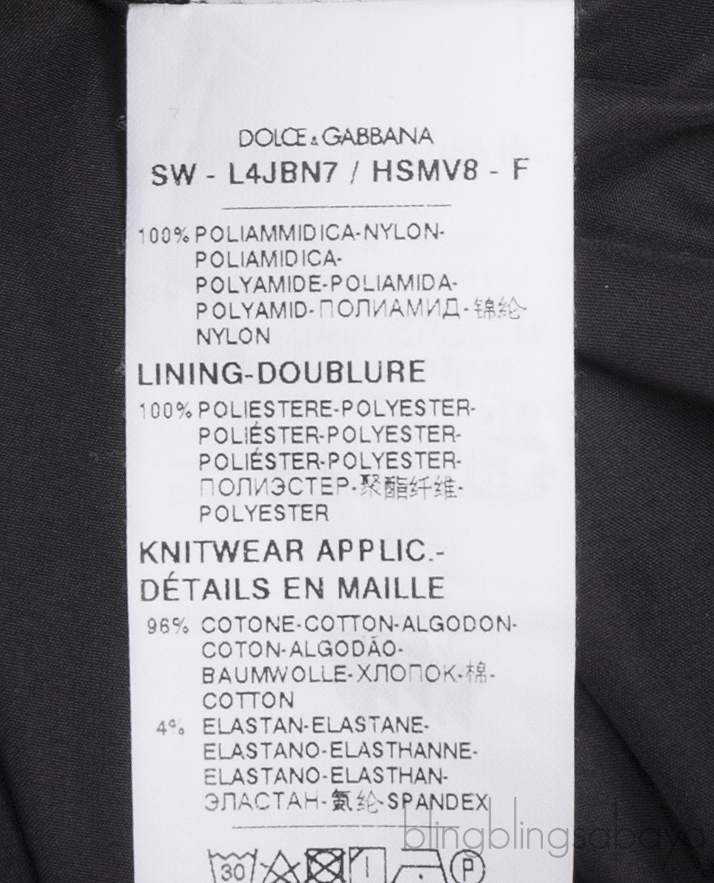 DOLCE & GABBANA
SW - L4JBN7 / HSMV8 - F
100% POLIAMMIDICA-NYLON-
POLIAMIDICA-
POLYAMIDE-POLIAMIDA-
POLYAMID-ПОЛИАМИД-锦纶-
NYLON
LINING-DOUBLURE
100% POLIESTERE-POLYESTER-
POLIÉSTER-POLYESTER-
POLIÉSTER-POLYESTER-
ПОЛИЭСТЕР-聚酯纤维-
POLYESTER
KNITWEAR APPLIC.-
DÉTAILS EN MAILLE
96% COTONE-COTTON-ALGODON-
COTON-ALGODÃO-
BAUMWOLLE-ХЛОПОК-棉-
COTTON
4% ELASTAN-ELASTANE-
ELASTANO-ELASTHANNE-
ELASTANO-ELASTHAN-
ЭЛАСТАН-氨纶-SPANDEX
blingblingsabaya
30 P